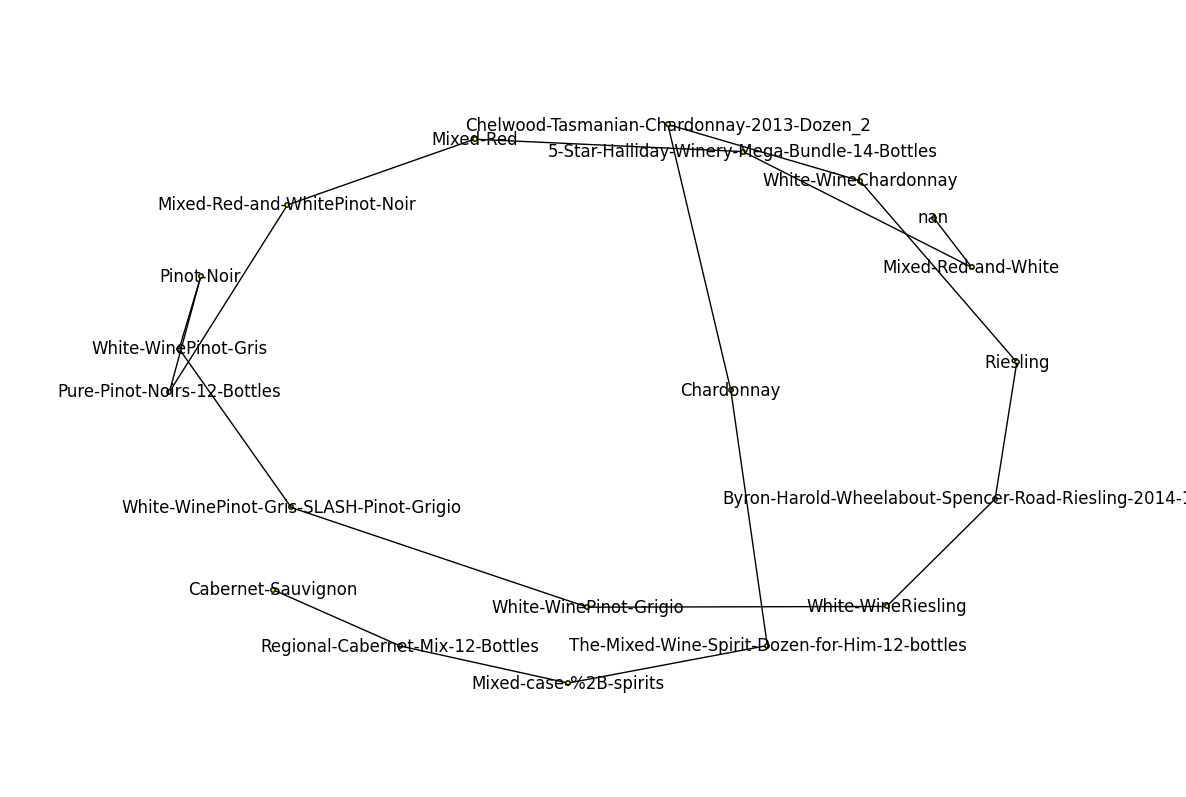 Chelwood-Tasmanian-Chardonnay-2013-Dozen_2
Mixed-Red
5-Star-Halliday-Winery-Mega-Bundle-14-Bottles
White-WineChardonnay
Mixed-Red-and-WhitePinot-Noir
nan
Mixed-Red-and-White
Pinot-Noir
White-WinePinot-Gris
Riesling
Pure-Pinot-Noirs-12-Bottles
Chardonnay
Byron-Harold-Wheelabout-Spencer-Road-Riesling-2014-1
White-WinePinot-Gris-SLASH-Pinot-Grigio
Cabernet-Sauvignon
White-WinePinot-Grigio
White-WineRiesling
Regional-Cabernet-Mix-12-Bottles
The-Mixed-Wine-Spirit-Dozen-for-Him-12-bottles
Mixed-case-%2B-spirits